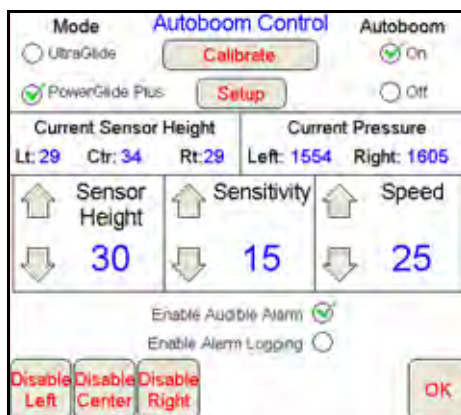 Mode Autoboom Control Autoboom
UltraGlide Calibrate On
PowerGlide Plus Setup Off
Current Sensor Height Current Pressure
Lt: 29 Ctr: 34 Rt:29 Left: 1554 Right: 1605
Sensor Height Sensitivity Speed
30 15 25
Enable Audible Alarm
Enable Alarm Logging
Disable Left Disable Center Disable Right OK